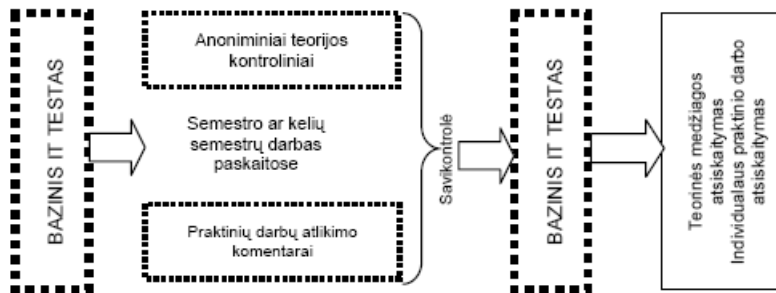 BAZINIS IT TESTAS
Anoniminiai teorijos
kontroliniai
Semestro ar kelių
semestrų darbas
paskaitose
Praktinių darbų atlikimo
komentarai
Savikontrolė
BAZINIS IT TESTAS
Teorinės medžiagos
atsiskaitymas
Individualaus praktinio darbo
atsiskaitymas